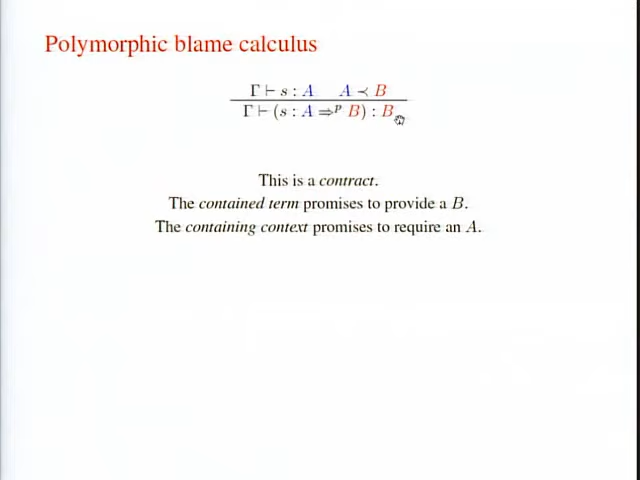 Polymorphic blame calculus
Γ ⊢ s : A A ≺ B
Γ ⊢ (s : A ⇒ᵖ B) : B
This is a contract.
The contained term promises to provide a B.
The containing context promises to require an A.